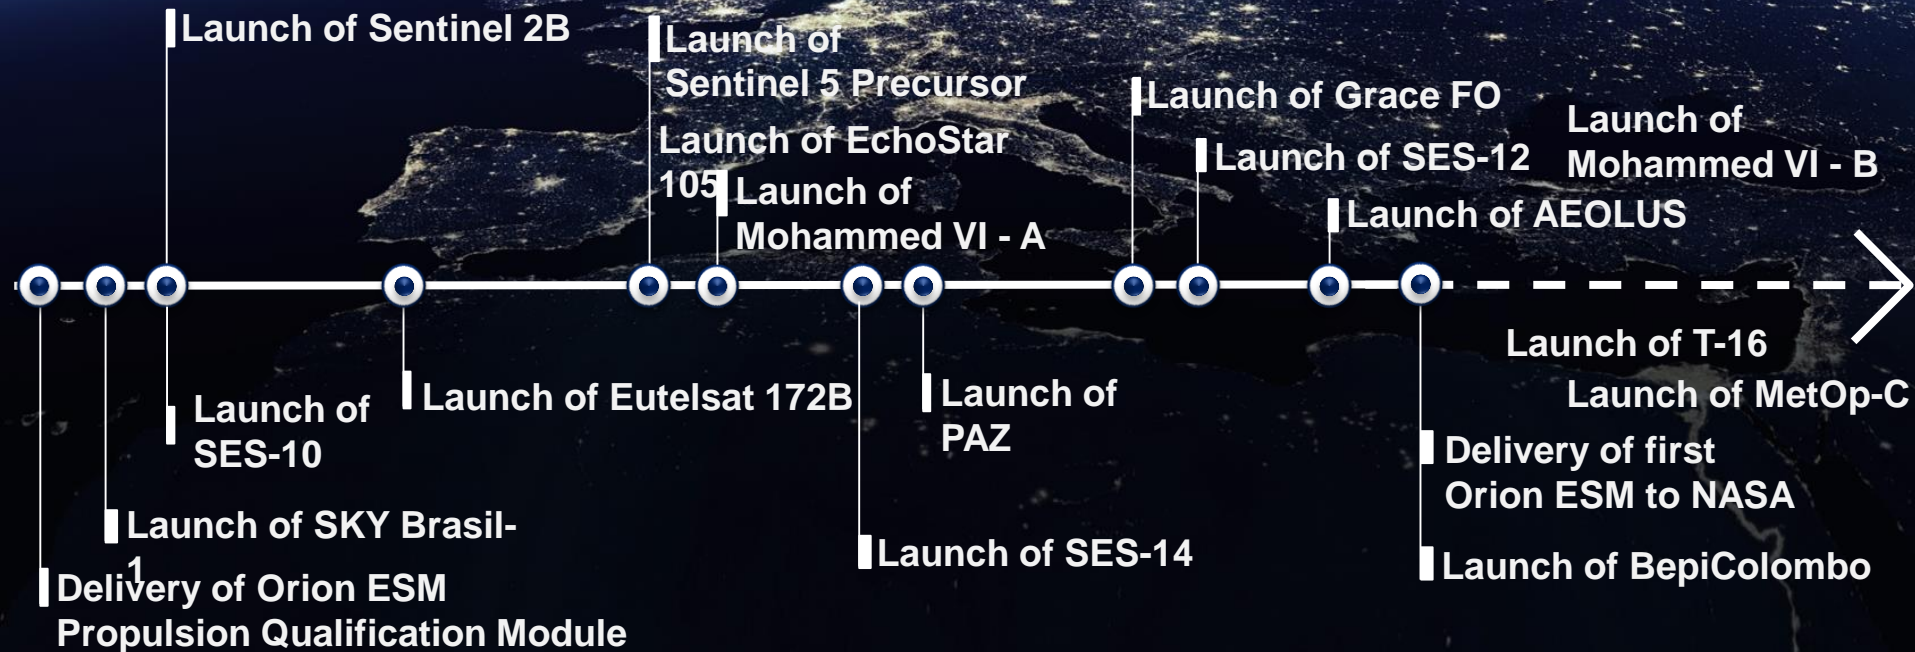 Launch of Sentinel 2B
Launch of
Sentinel 5 Precursor
Launch of EchoStar
105
Launch of
Mohammed VI - A
Launch of Grace FO
Launch of SES-12
Launch of
Mohammed VI - B
Launch of AEOLUS
Launch of T-16
Launch of MetOp-C
Launch of Eutelsat 172B
Launch of
PAZ
Launch of
SES-10
Delivery of first
Orion ESM to NASA
Launch of SKY Brasil-
1
Launch of SES-14
Launch of BepiColombo
Delivery of Orion ESM
Propulsion Qualification Module